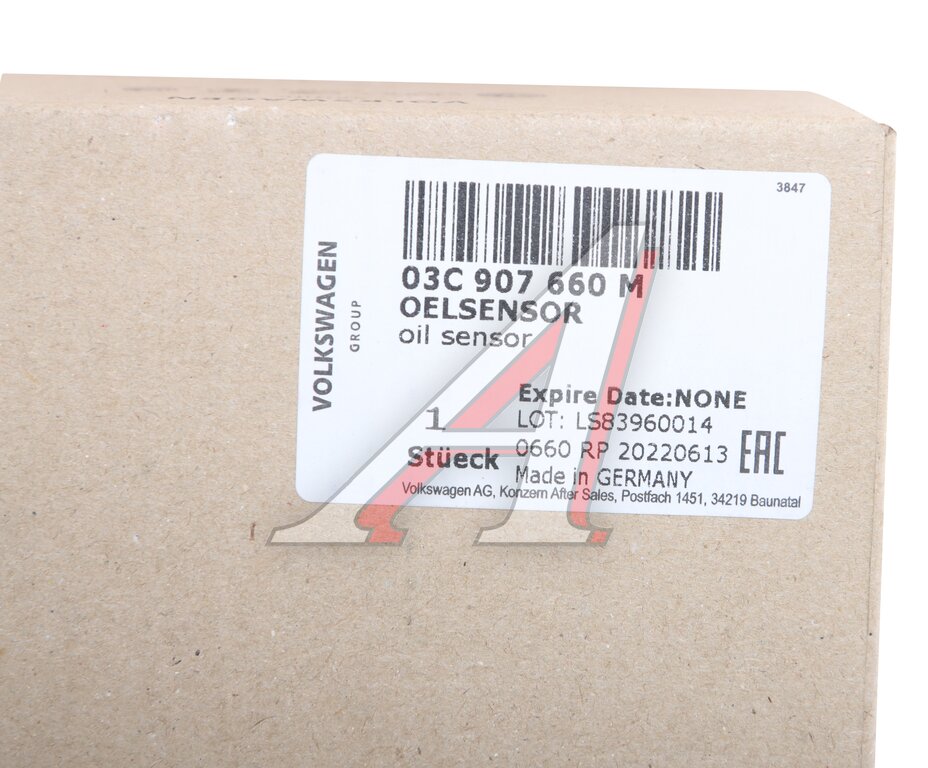 3847
VOLKSWAGEN
GROUP
03C 907 660 M
OELSENSOR
oil sensor
Expire Date:NONE
1 LOT: LS83960014
Stüeck 0660 RP 20220613 EAC
Made in GERMANY
Volkswagen AG, Konzern After Sales, Postfach 1451, 34219 Baunatal